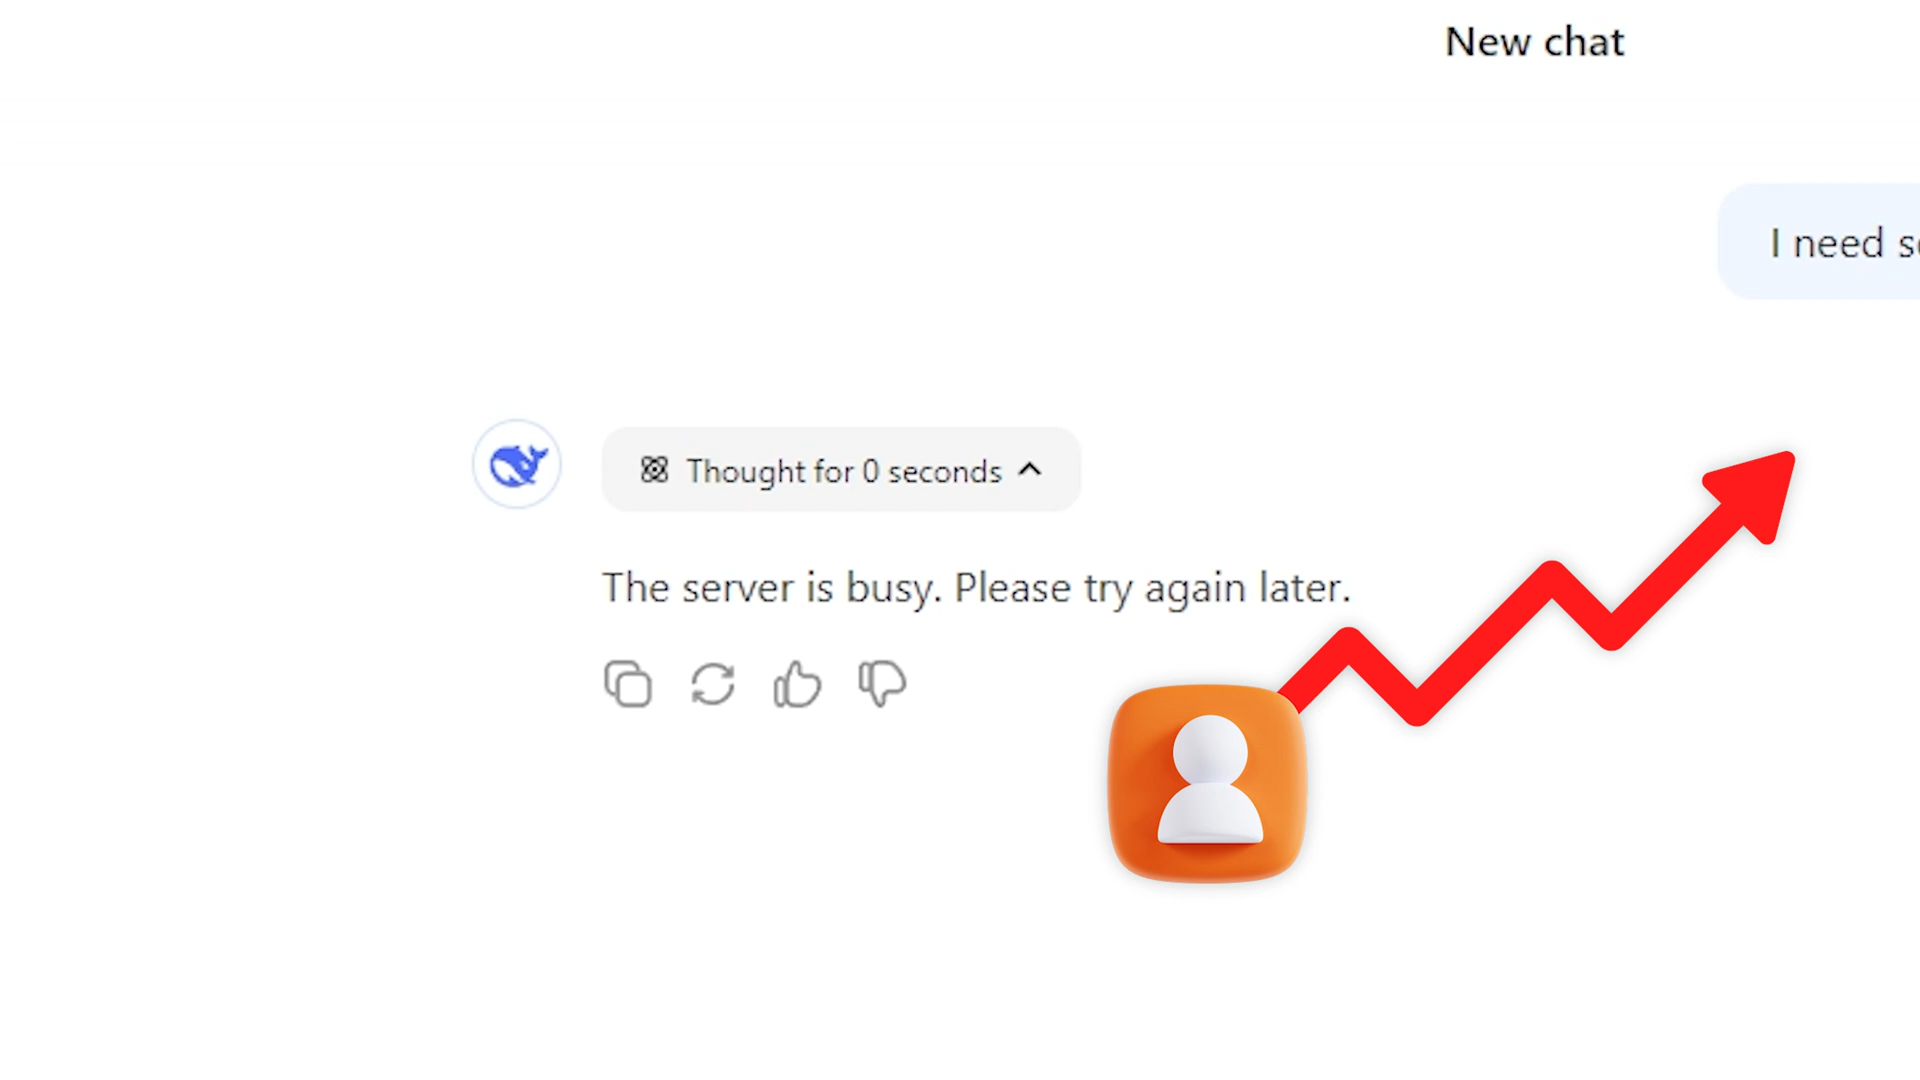 New chat
I need
Thought for 0 seconds
The server is busy. Please try again later.